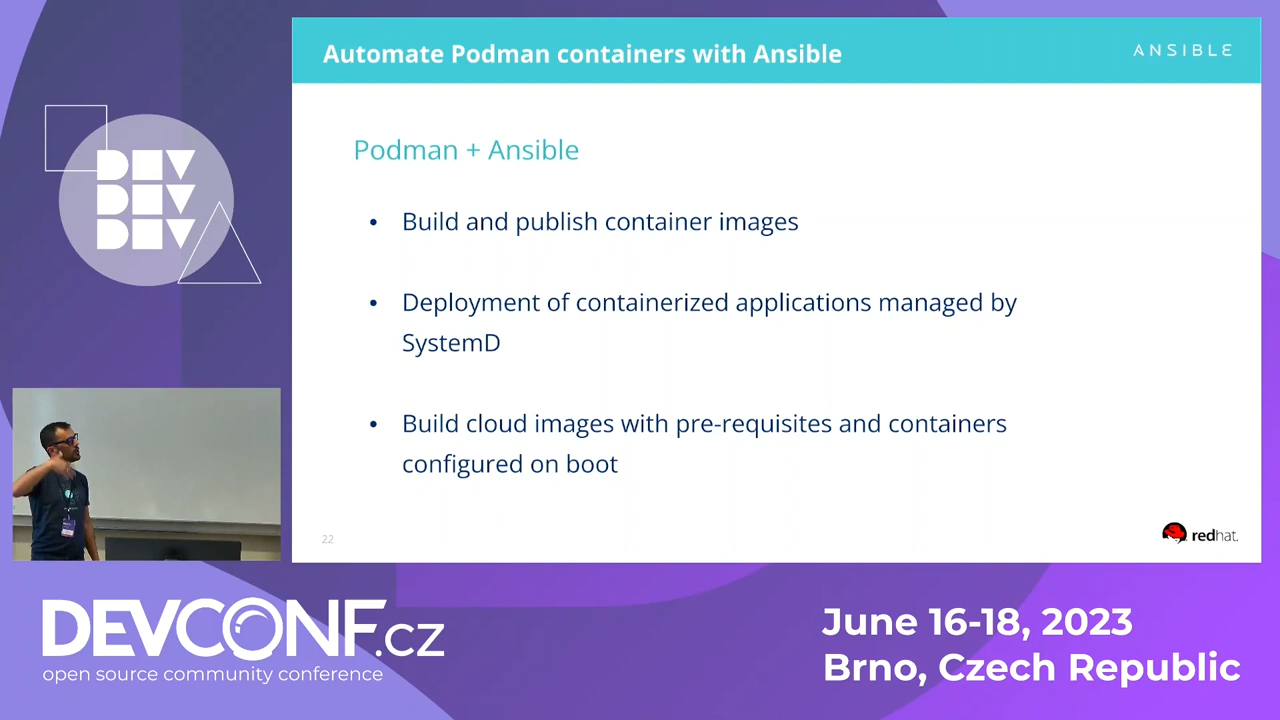 Automate Podman containers with Ansible
ANSIBLE
Podman + Ansible
• Build and publish container images
• Deployment of containerized applications managed by
SystemD
• Build cloud images with pre-requisites and containers
configured on boot
22
redhat.
DEV
DEV
DEV
DEVCONF.cz
open source community conference
June 16-18, 2023
Brno, Czech Republic